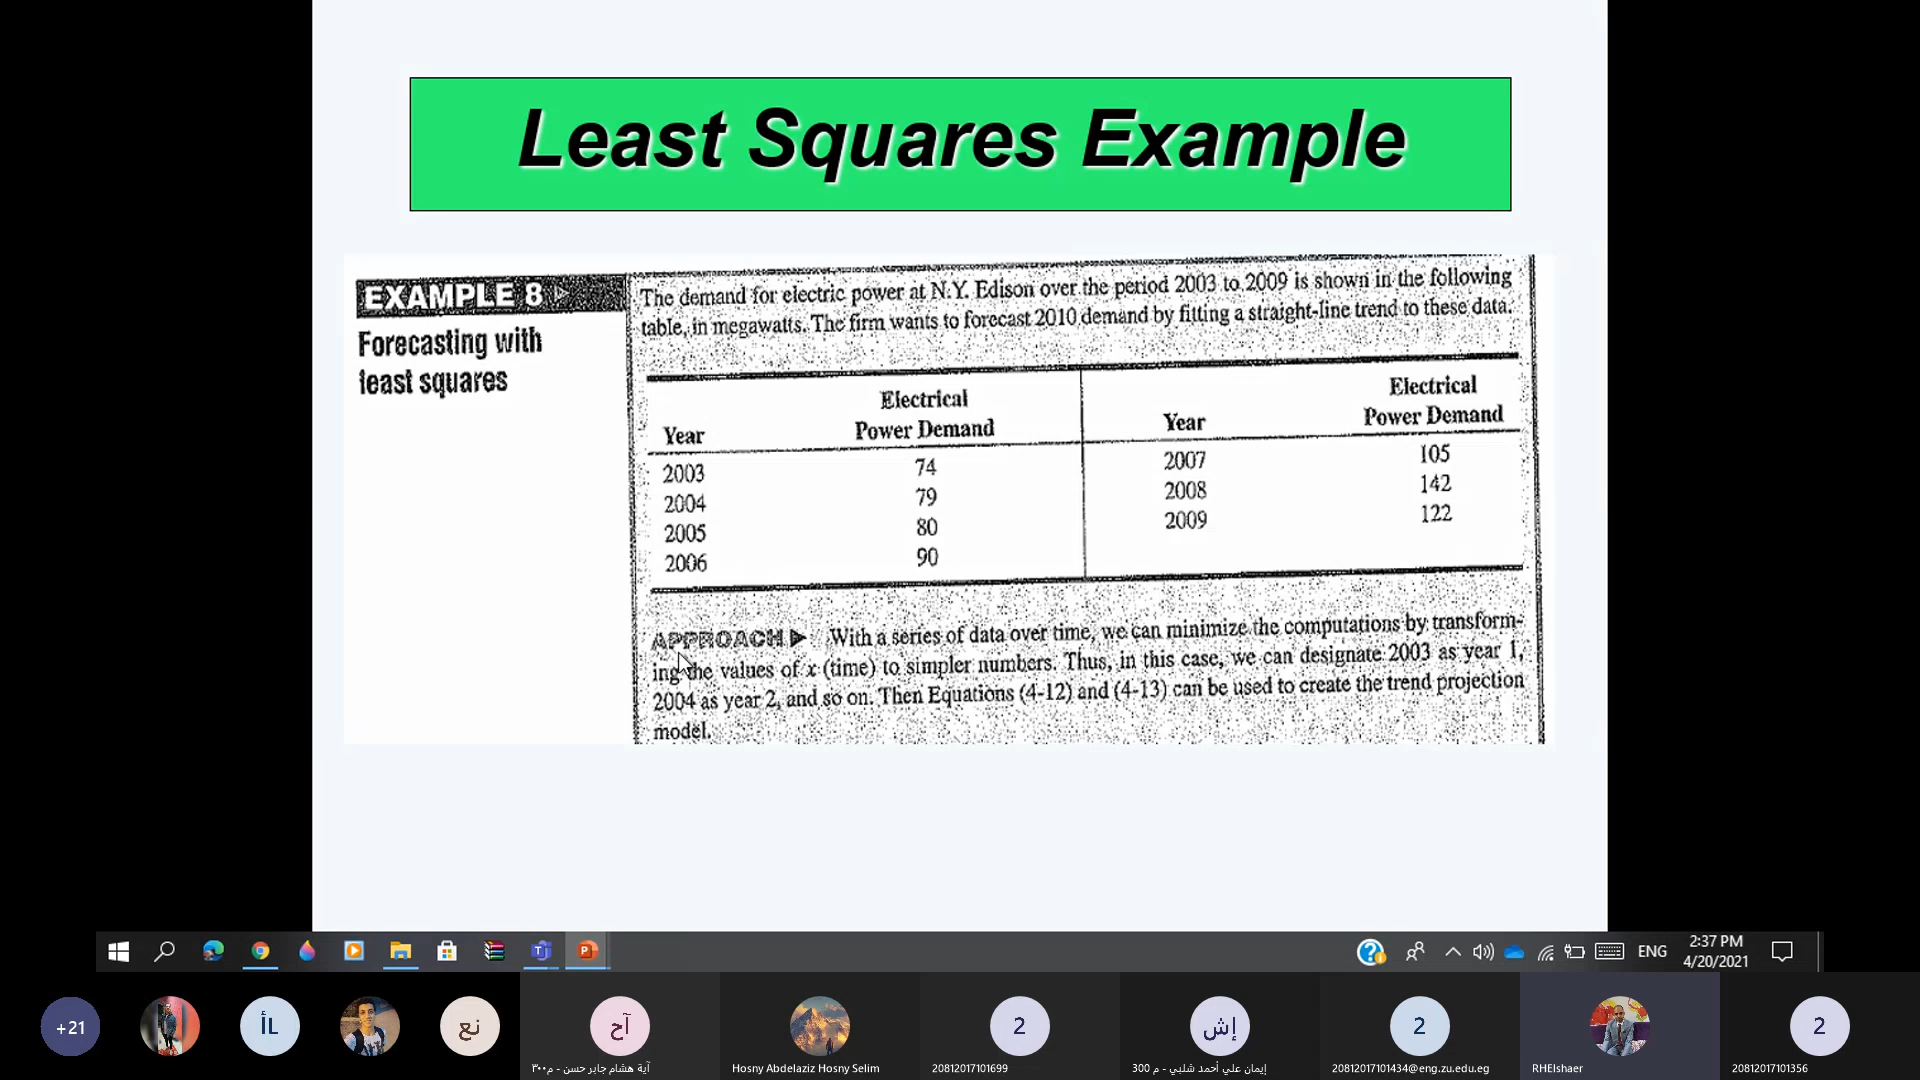 Least Squares Example
EXAMPLE 8
Forecasting with
least squares
The demand for electric power at N.Y. Edison over the period 2003 to 2009 is shown in the following
table, in megawatts. The firm wants to forecast 2010 demand by fitting a straight-line trend to these data.
Year Electrical Power Demand Year Electrical Power Demand
2003 74 2007 105
2004 79 2008 142
2005 80 2009 122
2006 90
APPROACH ▶ With a series of data over time, we can minimize the computations by transform-
ing the values of x (time) to simpler numbers. Thus, in this case, we can designate 2003 as year 1,
2004 as year 2, and so on. Then Equations (4-12) and (4-13) can be used to create the trend projection
model.
ENG
2:37 PM
4/20/2021
+21
أل
نع
آح
2
إش
2
2
آية هشام جابر حسن - م٣٠٠
Hosny Abdelaziz Hosny Selim
20812017101699
إيمان علي أحمد شلبي - م 300
20812017101434@eng.zu.edu.eg
RHElshaer
20812017101356